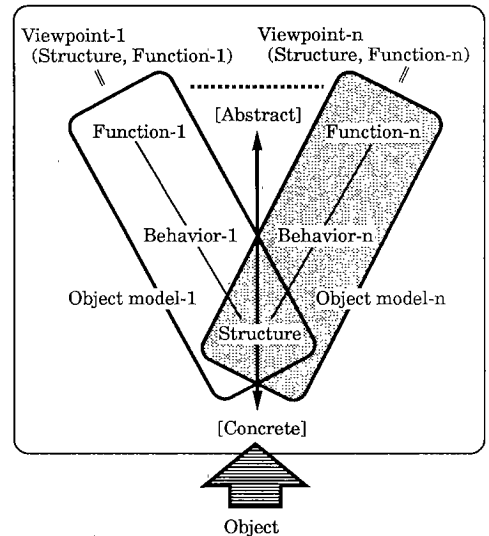 Viewpoint-1
(Structure, Function-1)
Viewpoint-n
(Structure, Function-n)
[Abstract]
Function-1
Function-n
Behavior-1
Behavior-n
Object model-1
Object model-n
Structure
[Concrete]
Object